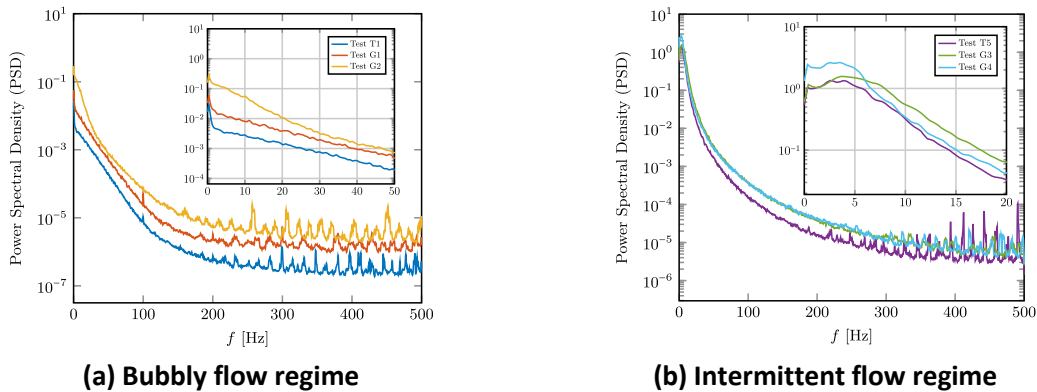 10^1
10^-1
10^-3
10^-5
10^-7
Power Spectral Density (PSD)
0 100 200 300 400 500
f [Hz]
10^1
10^0
10^-1
10^-2
10^-3
10^-4
0 10 20 30 40 50
Test T1
Test G1
Test G2
(a) Bubbly flow regime
10^1
10^0
10^-1
10^-2
10^-3
10^-4
10^-5
10^-6
Power Spectral Density (PSD)
0 100 200 300 400 500
f [Hz]
10^1
10^0
10^-1
0 5 10 15 20
Test T5
Test G3
Test G4
(b) Intermittent flow regime